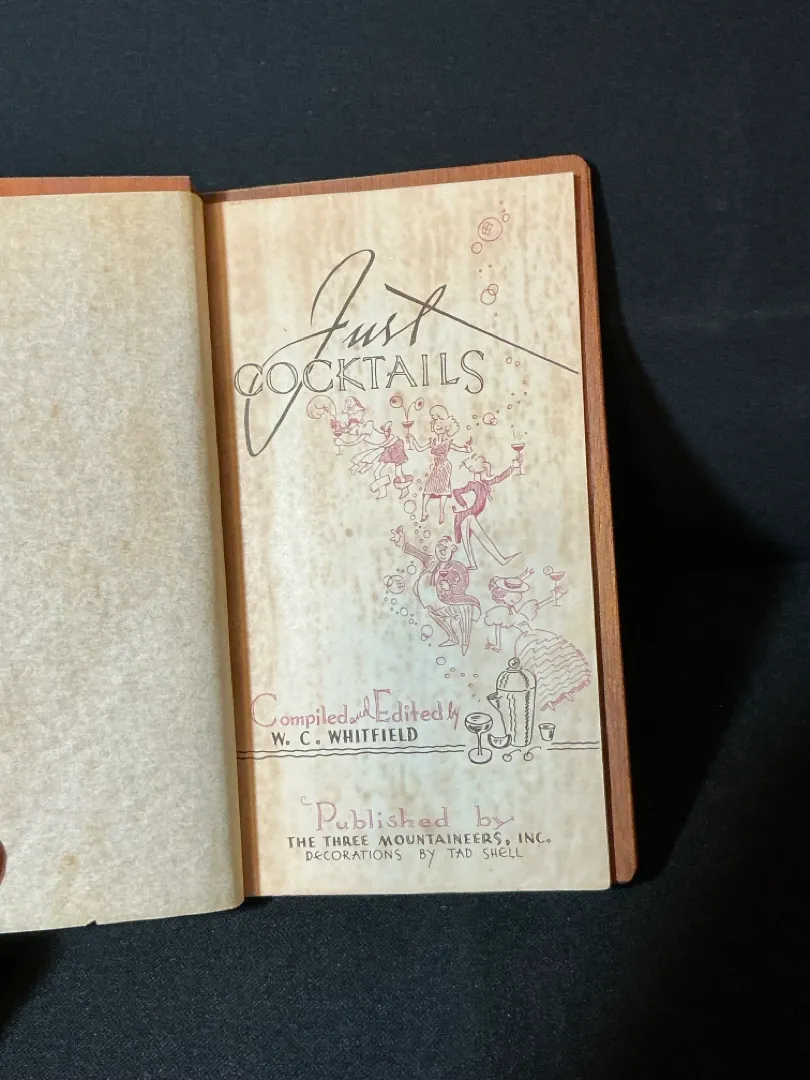 Just
COCKTAILS
Compiled and Edited by
W. C. WHITFIELD
Published by
THE THREE MOUNTAINEERS, INC.
DECORATIONS BY TAD SHELL